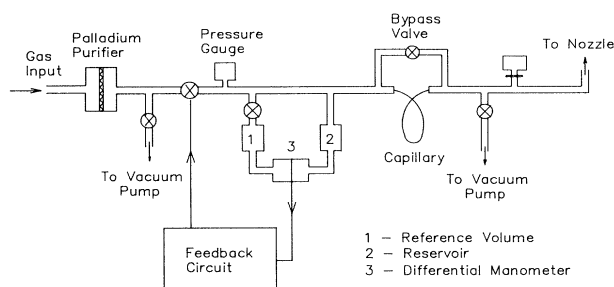 Palladium
Purifier
Gas
Input
Pressure
Gauge
Bypass
Valve
To Nozzle
1
3
2
Capillary
To Vacuum
Pump
To Vacuum
Pump
Feedback
Circuit
1 – Reference Volume
2 – Reservoir
3 – Differential Manometer